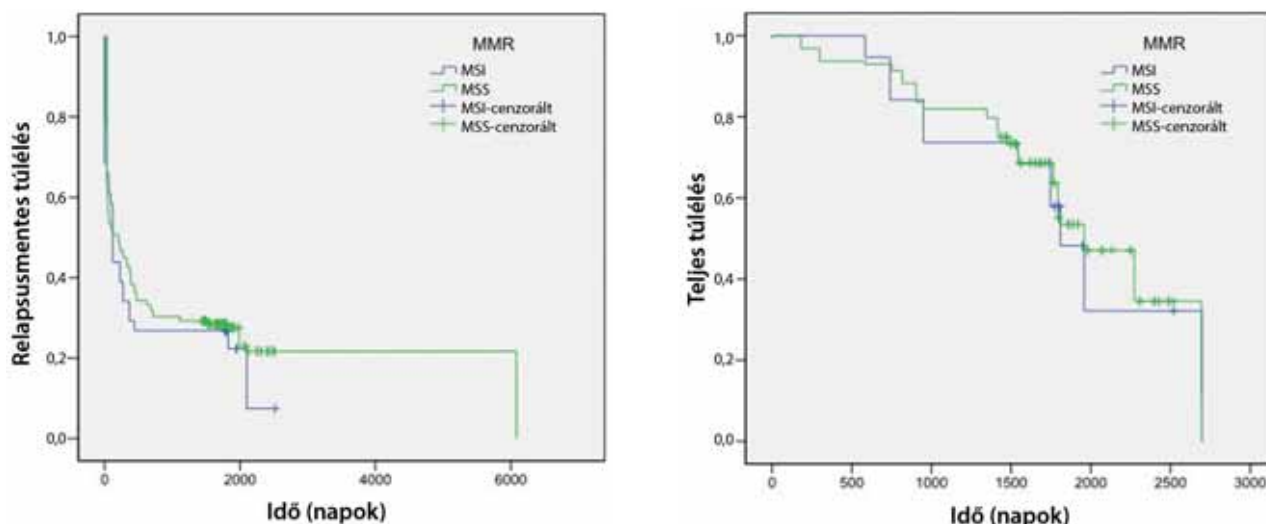 Relapsusmentes túlélés
1,0
0,8
0,6
0,4
0,2
0,0
MMR
MSI
MSS
MSI-cenzorált
MSS-cenzorált
0
2000
4000
6000
Idő (napok)
Teljes túlélés
1,0
0,8
0,6
0,4
0,2
0,0
MMR
MSI
MSS
MSI-cenzorált
MSS-cenzorált
0
500
1000
1500
2000
2500
3000
Idő (napok)